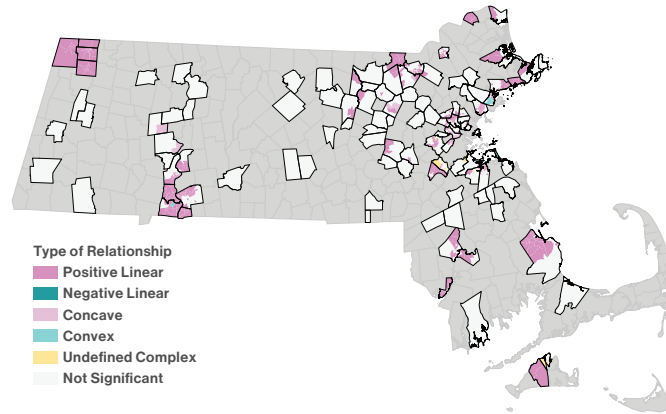 Type of Relationship
Positive Linear
Negative Linear
Concave
Convex
Undefined Complex
Not Significant